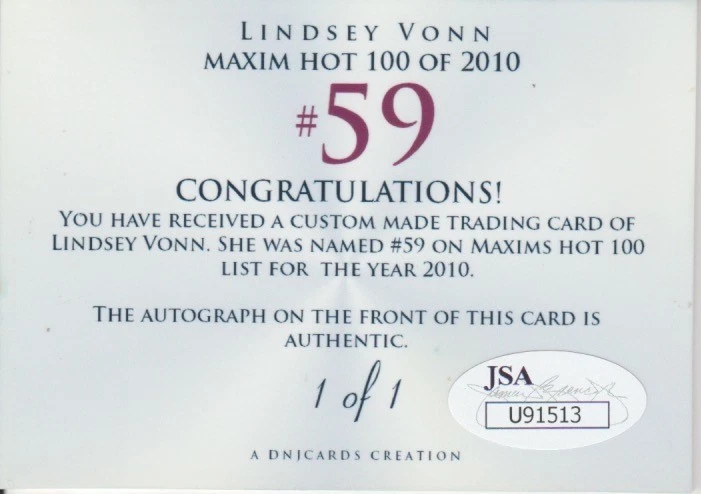 LINDSEY VONN
MAXIM HOT 100 OF 2010
#59
CONGRATULATIONS!
YOU HAVE RECEIVED A CUSTOM MADE TRADING CARD OF
LINDSEY VONN. SHE WAS NAMED #59 ON MAXIMS HOT 100
LIST FOR THE YEAR 2010.
THE AUTOGRAPH ON THE FRONT OF THIS CARD IS
AUTHENTIC.
1 of 1
JSA
U91513
A DNJCARDS CREATION